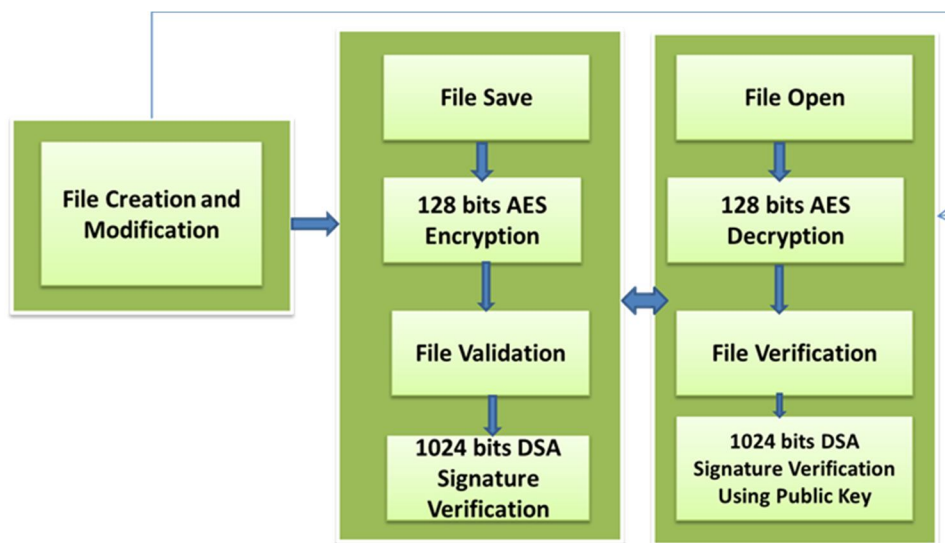 File Creation and
Modification
File Save
128 bits AES
Encryption
File Validation
1024 bits DSA
Signature
Verification
File Open
128 bits AES
Decryption
File Verification
1024 bits DSA
Signature Verification
Using Public Key